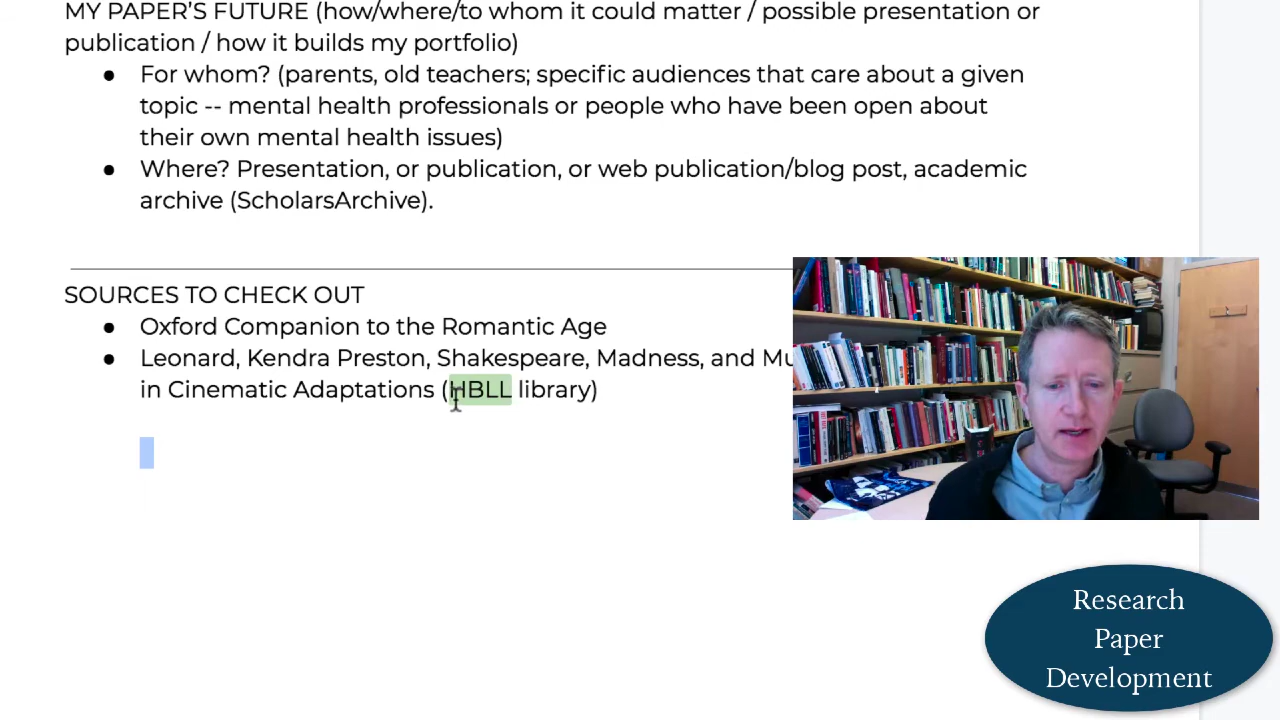 MY PAPER’S FUTURE (how/where/to whom it could matter / possible presentation or
publication / how it builds my portfolio)
● For whom? (parents, old teachers; specific audiences that care about a given
topic -- mental health professionals or people who have been open about
their own mental health issues)
● Where? Presentation, or publication, or web publication/blog post, academic
archive (ScholarsArchive).
SOURCES TO CHECK OUT
● Oxford Companion to the Romantic Age
● Leonard, Kendra Preston, Shakespeare, Madness, and
in Cinematic Adaptations (HBLL library)
Research
Paper
Development